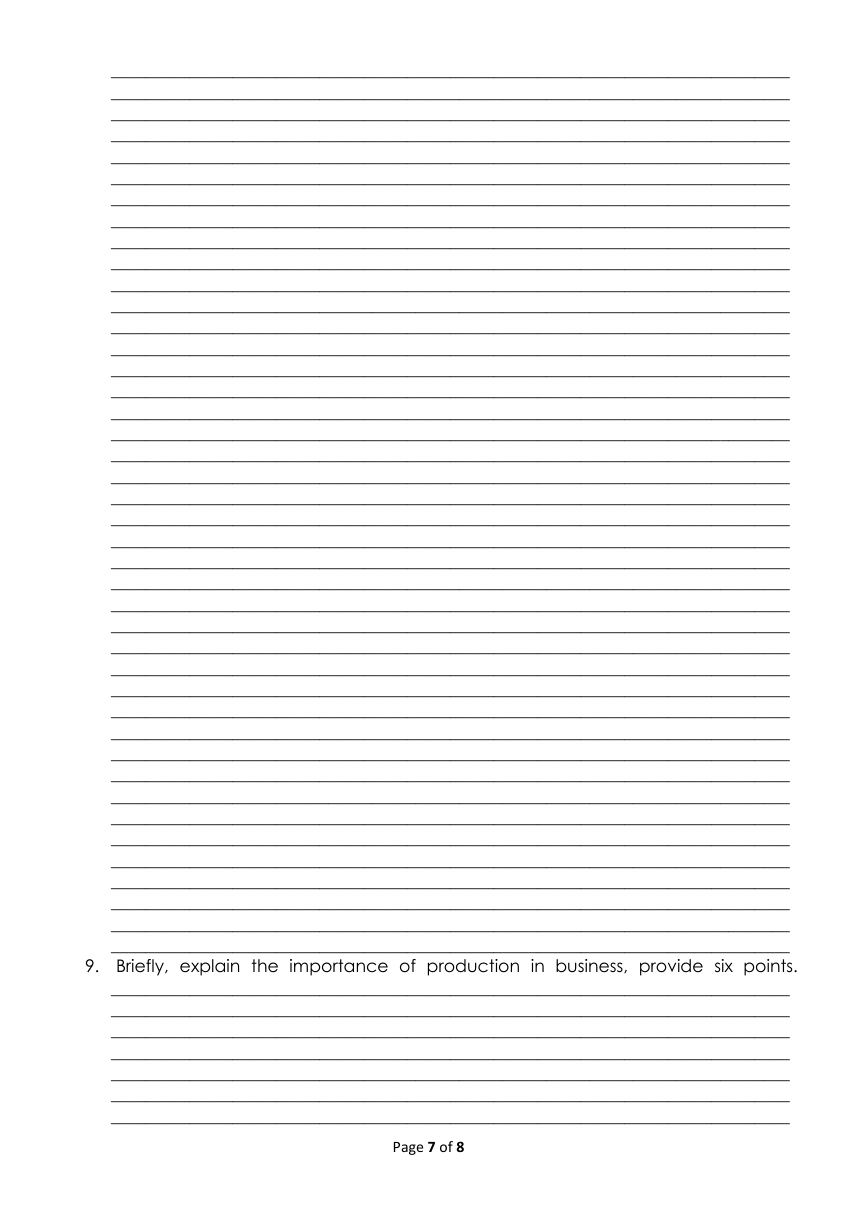 9. Briefly, explain the importance of production in business, provide six points.
Page 7 of 8